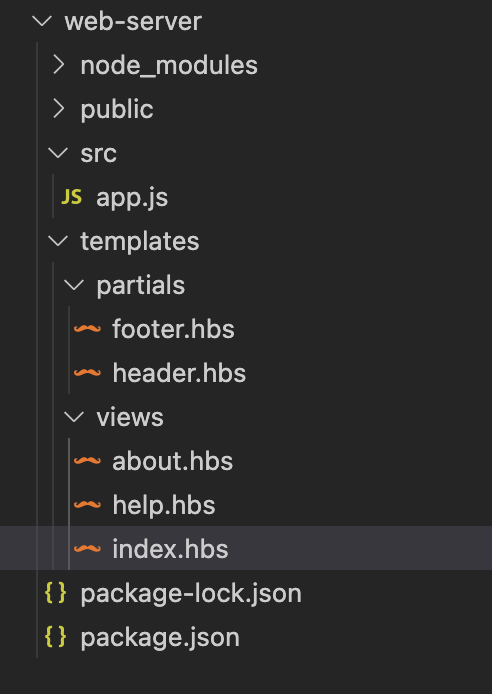 web-server
node_modules
public
src
JS app.js
templates
partials
footer.hbs
header.hbs
views
about.hbs
help.hbs
index.hbs
{} package-lock.json
{} package.json